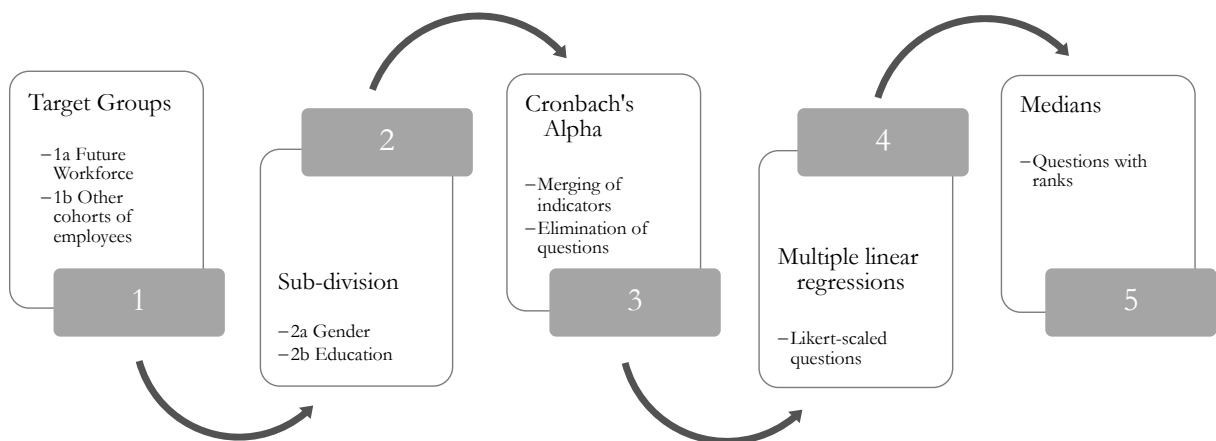 Target Groups
–1a Future
Workforce
–1b Other
cohorts of
employees
1
2
Sub-division
–2a Gender
–2b Education
Cronbach's
Alpha
–Merging of
indicators
–Elimination of
questions
3
4
Multiple linear
regressions
–Likert-scaled
questions
Medians
–Questions with
ranks
5